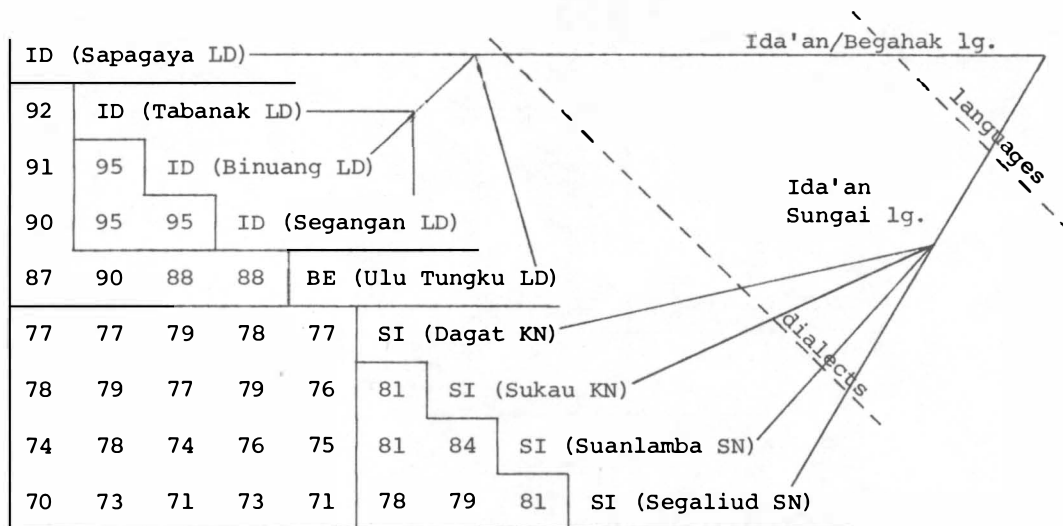 Ida'an/Begahak lg.
ID (Sapagaya LD)
languages
92 ID (Tabanak LD)
91 95 ID (Binuang LD)
Ida'an
Sungai lg.
90 95 95 ID (Segangan LD)
87 90 88 88 BE (Ulu Tungku LD)
77 77 79 78 77 SI (Dagat KN)
dialects
78 79 77 79 76 81 SI (Sukau KN)
74 78 74 76 75 81 84 SI (Suanlamba SN)
70 73 71 73 71 78 79 81 SI (Segaliud SN)